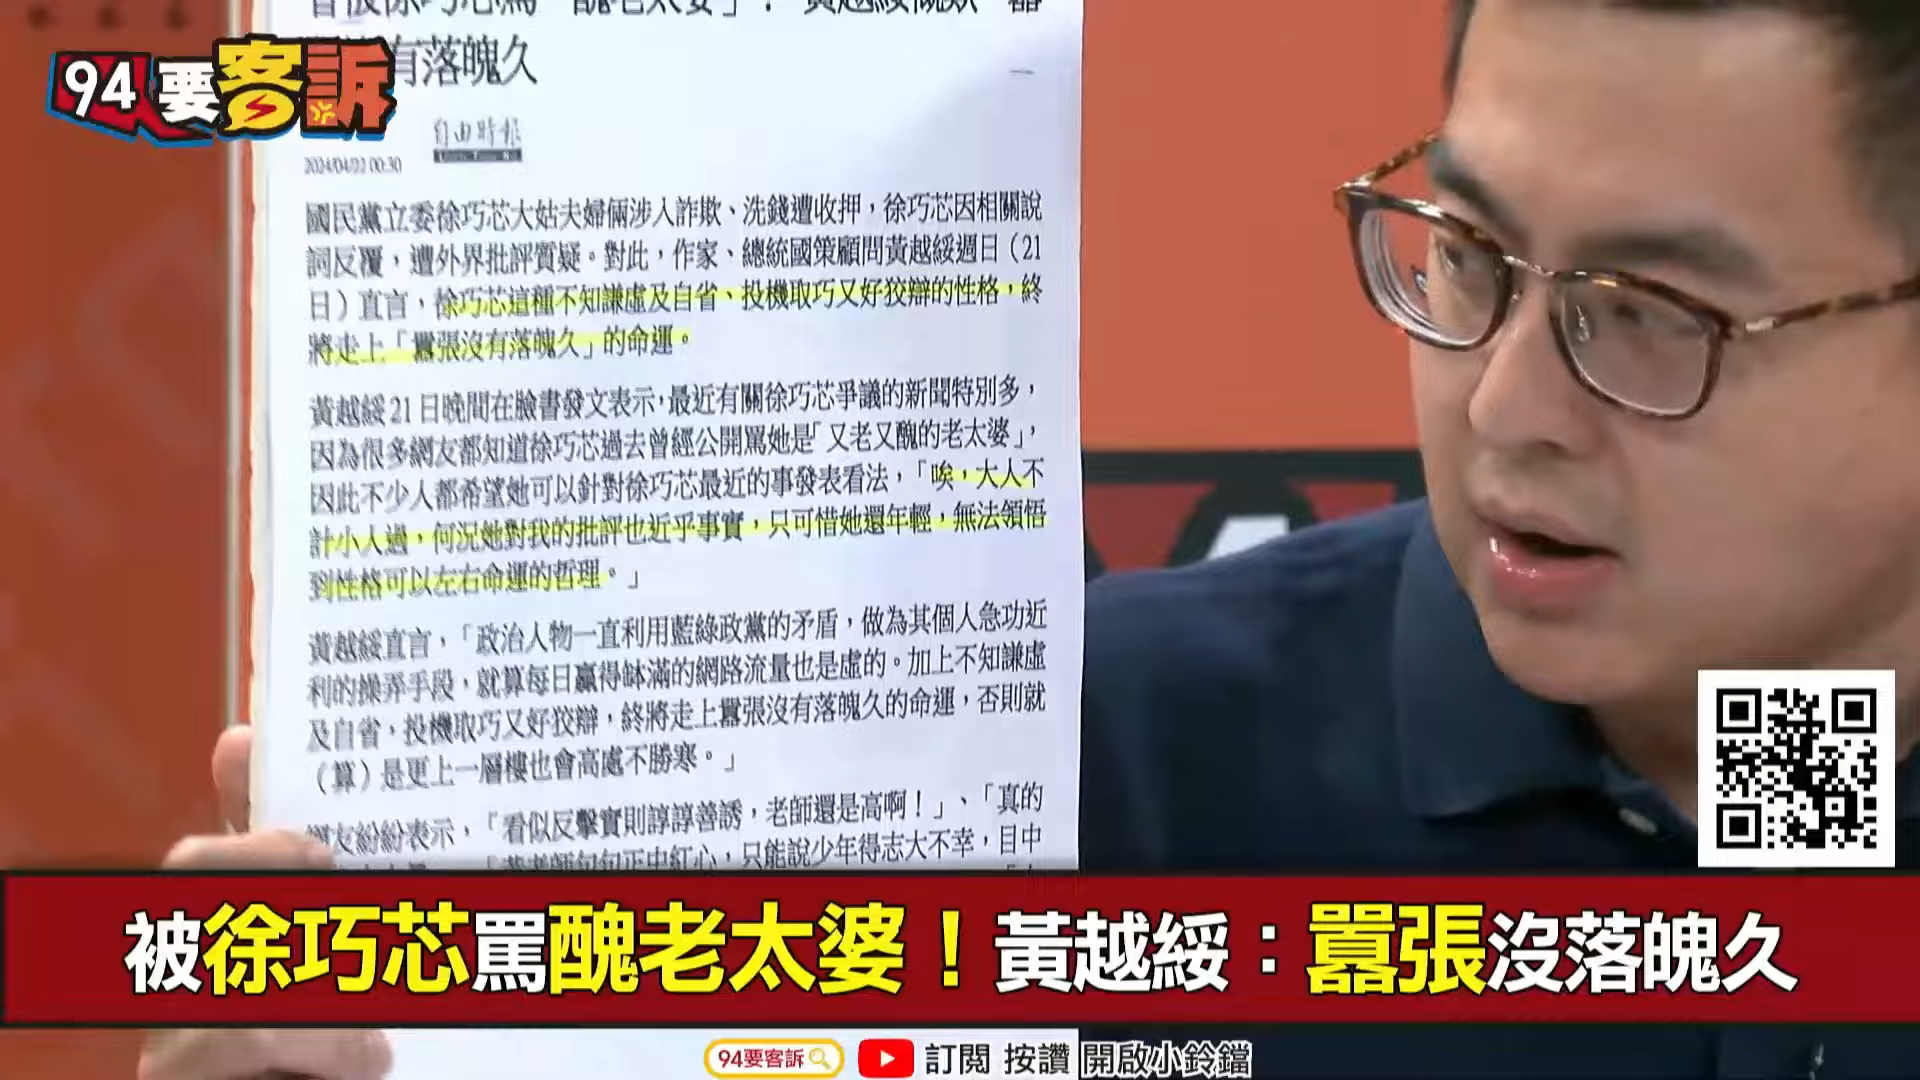 94要客訴
有落魄久
自由時報
2024/04/22 00:30
國民黨立委徐巧芯大姑夫婦倆涉入詐欺、洗錢遭收押，徐巧芯因相關說
詞反覆，遭外界批評質疑。對此，作家、總統國策顧問黃越綏週日（21
日）直言，徐巧芯這種不知謙虛及自省、投機取巧又好狡辯的性格，終
將走上「囂張沒有落魄久」的命運。
黃越綏21日晚間在臉書發文表示，最近有關徐巧芯爭議的新聞特別多，
因為很多網友都知道徐巧芯過去曾經公開罵她是「又老又醜的老太婆」，
因此不少人都希望她可以針對徐巧芯最近的事發表看法，「唉，大人不
計小人過，何況她對我的批評也近乎事實，只可惜她還年輕，無法領悟
到性格可以左右命運的哲理。」
黃越綏直言，「政治人物一直利用藍綠政黨的矛盾，做為其個人急功近
利的操弄手段，就算每日贏得缽滿的網路流量也是虛的。加上不知謙虛
及自省，投機取巧又好狡辯，終將走上囂張沒有落魄久的命運，否則就
（算）是更上一層樓也會高處不勝寒。」
網友紛紛表示，「看似反擊實則諄諄善誘，老師還是高啊！」、「真的
句句正中紅心，只能說少年得志大不幸，目中
被徐巧芯罵醜老太婆！黃越綏：囂張沒落魄久
94要客訴 訂閱 按讚 開啟小鈴鐺